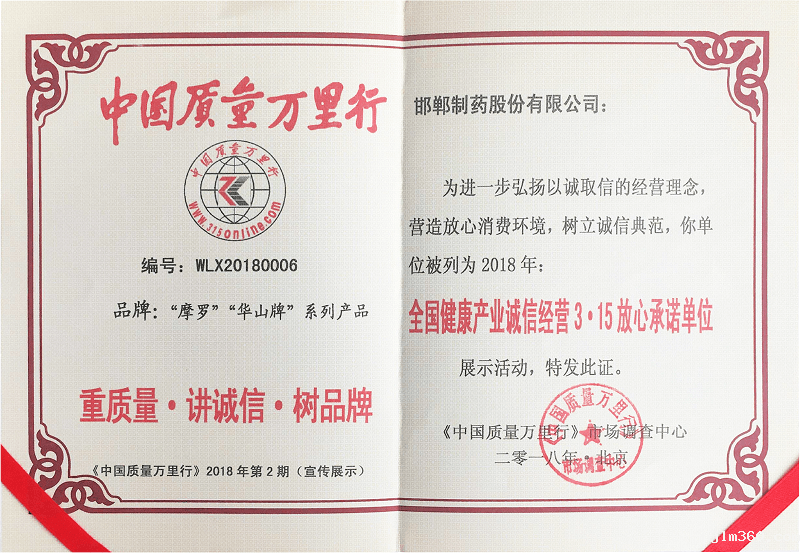 中国质量万里行
中国质量万里行
www.315online.com
编号：WLX20180006
品牌：“摩罗”“华山牌”系列产品
重质量·讲诚信·树品牌
《中国质量万里行》2018年第2期（宣传展示）
邯郸制药股份有限公司：
为进一步弘扬以诚取信的经营理念，
营造放心消费环境，树立诚信典范，你单
位被列为2018年：
全国健康产业诚信经营3·15放心承诺单位
展示活动，特发此证。
《中国质量万里行》市场调查中心
二零一八年·北京
《中国质量万里行》
市场调查中心